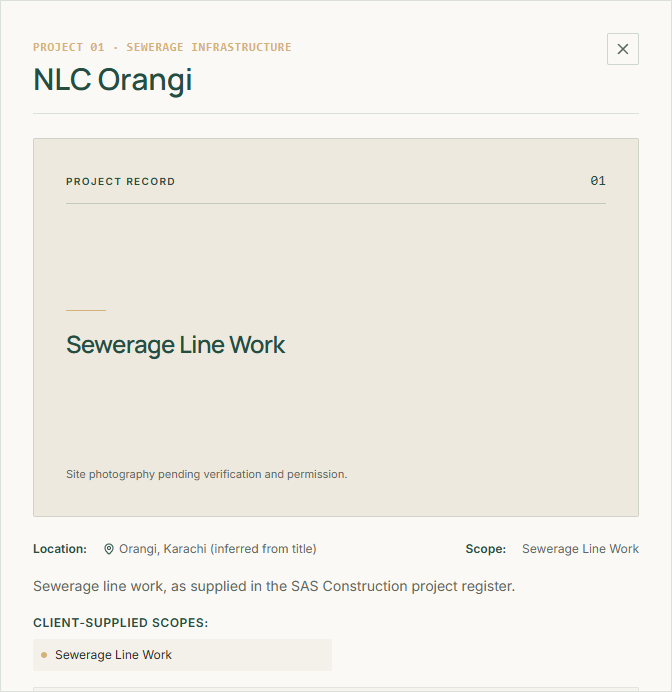 PROJECT 01 · SEWERAGE INFRASTRUCTURE
NLC Orangi
PROJECT RECORD 01
Sewerage Line Work
Site photography pending verification and permission.
Location: Orangi, Karachi (inferred from title) Scope: Sewerage Line Work
Sewerage line work, as supplied in the SAS Construction project register.
CLIENT-SUPPLIED SCOPES:
Sewerage Line Work